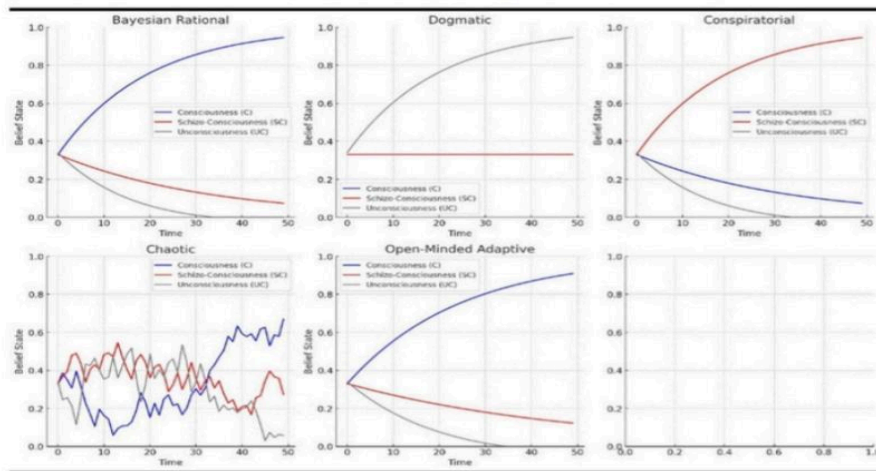 Bayesian Rational
1.0
0.8
0.6
0.4
0.2
0.0
Belief State
Consciousness (C)
Schizo-Consciousness (SC)
Unconsciousness (UC)
0 10 20 30 40 50
Time
Dogmatic
1.0
0.8
0.6
0.4
0.2
0.0
Belief State
Consciousness (C)
Schizo-Consciousness (SC)
Unconsciousness (UC)
0 10 20 30 40 50
Time
Conspiratorial
1.0
0.8
0.6
0.4
0.2
0.0
Belief State
Consciousness (C)
Schizo-Consciousness (SC)
Unconsciousness (UC)
0 10 20 30 40 50
Time
Chaotic
1.0
0.8
0.6
0.4
0.2
0.0
Belief State
Consciousness (C)
Schizo-Consciousness (SC)
Unconsciousness (UC)
0 10 20 30 40 50
Time
Open-Minded Adaptive
1.0
0.8
0.6
0.4
0.2
0.0
Belief State
Consciousness (C)
Schizo-Consciousness (SC)
Unconsciousness (UC)
0 10 20 30 40 50
Time
1.0
0.8
0.6
0.4
0.2
0.0
0.0 0.2 0.4 0.6 0.8 1.0